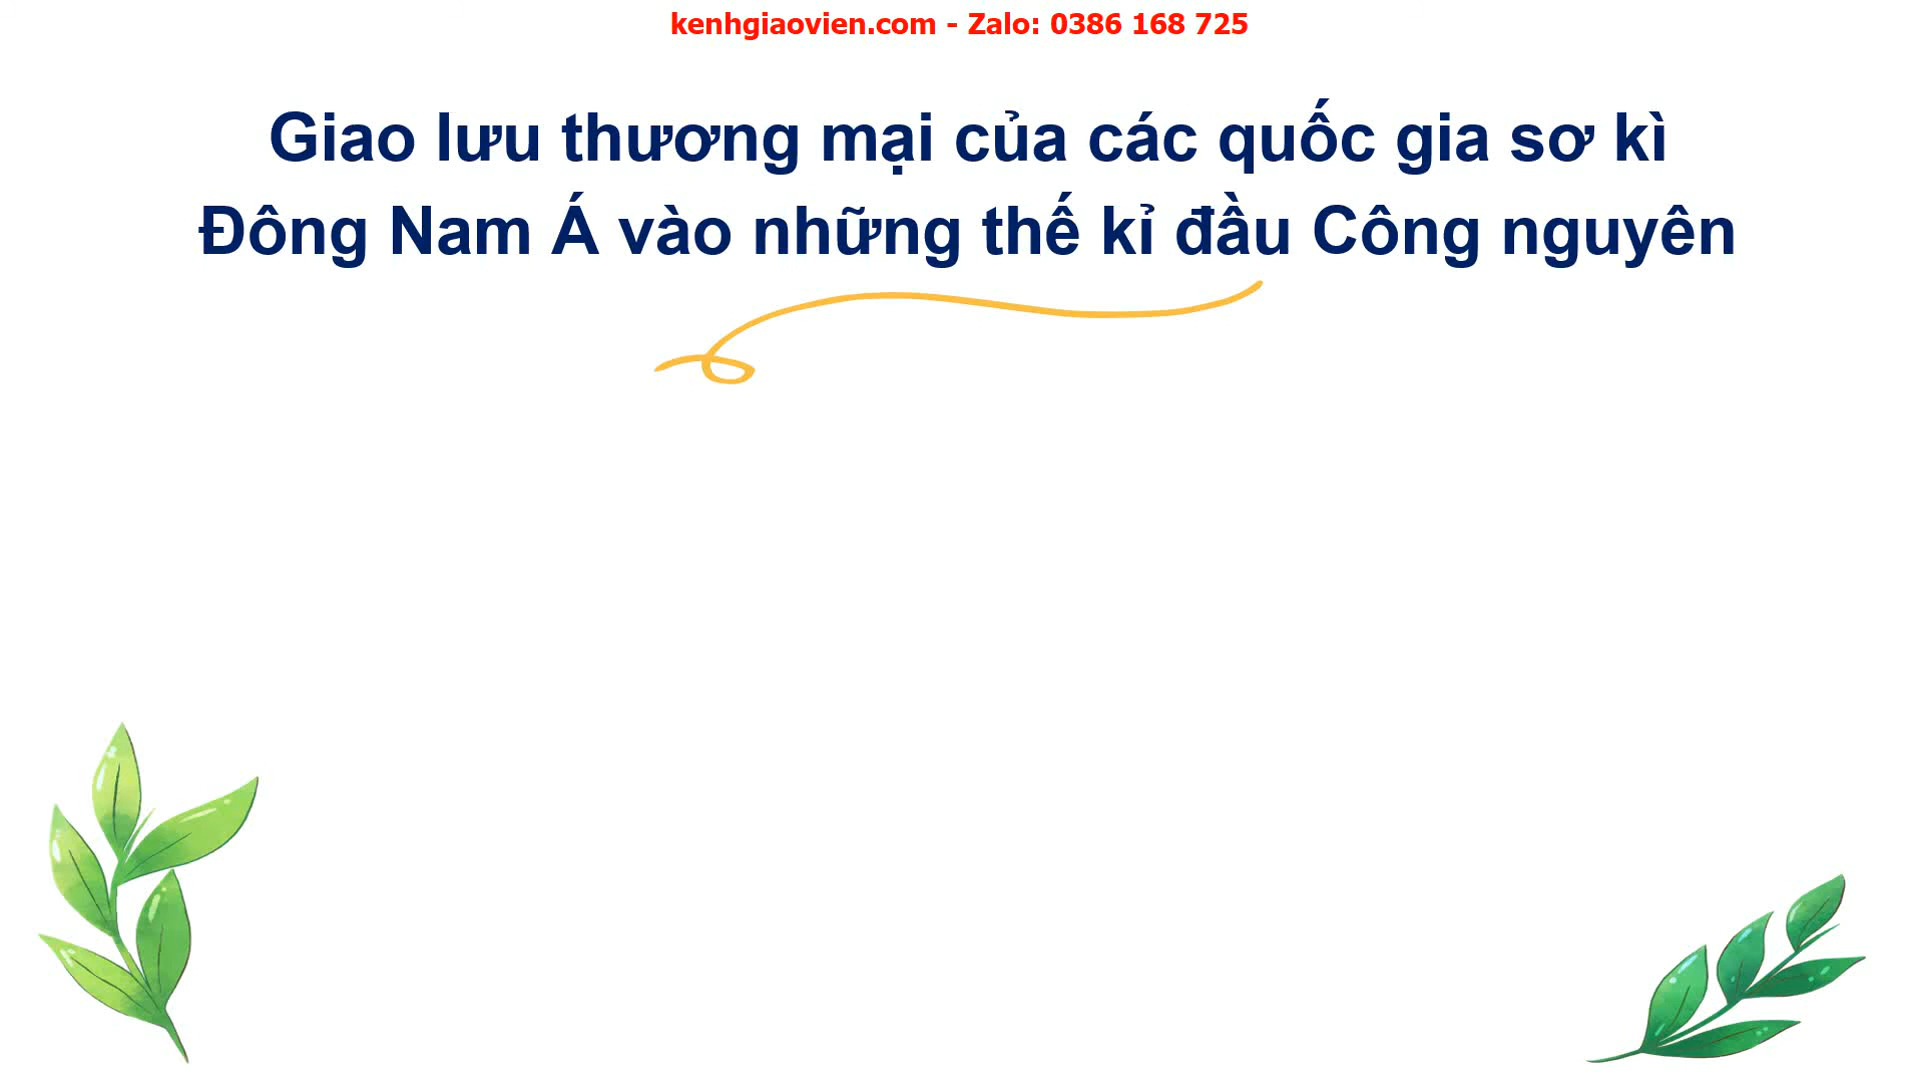 kenhgiaovien.com - Zalo: 0386 168 725
Giao lưu thương mại của các quốc gia sơ kì
Đông Nam Á vào những thế kỉ đầu Công nguyên